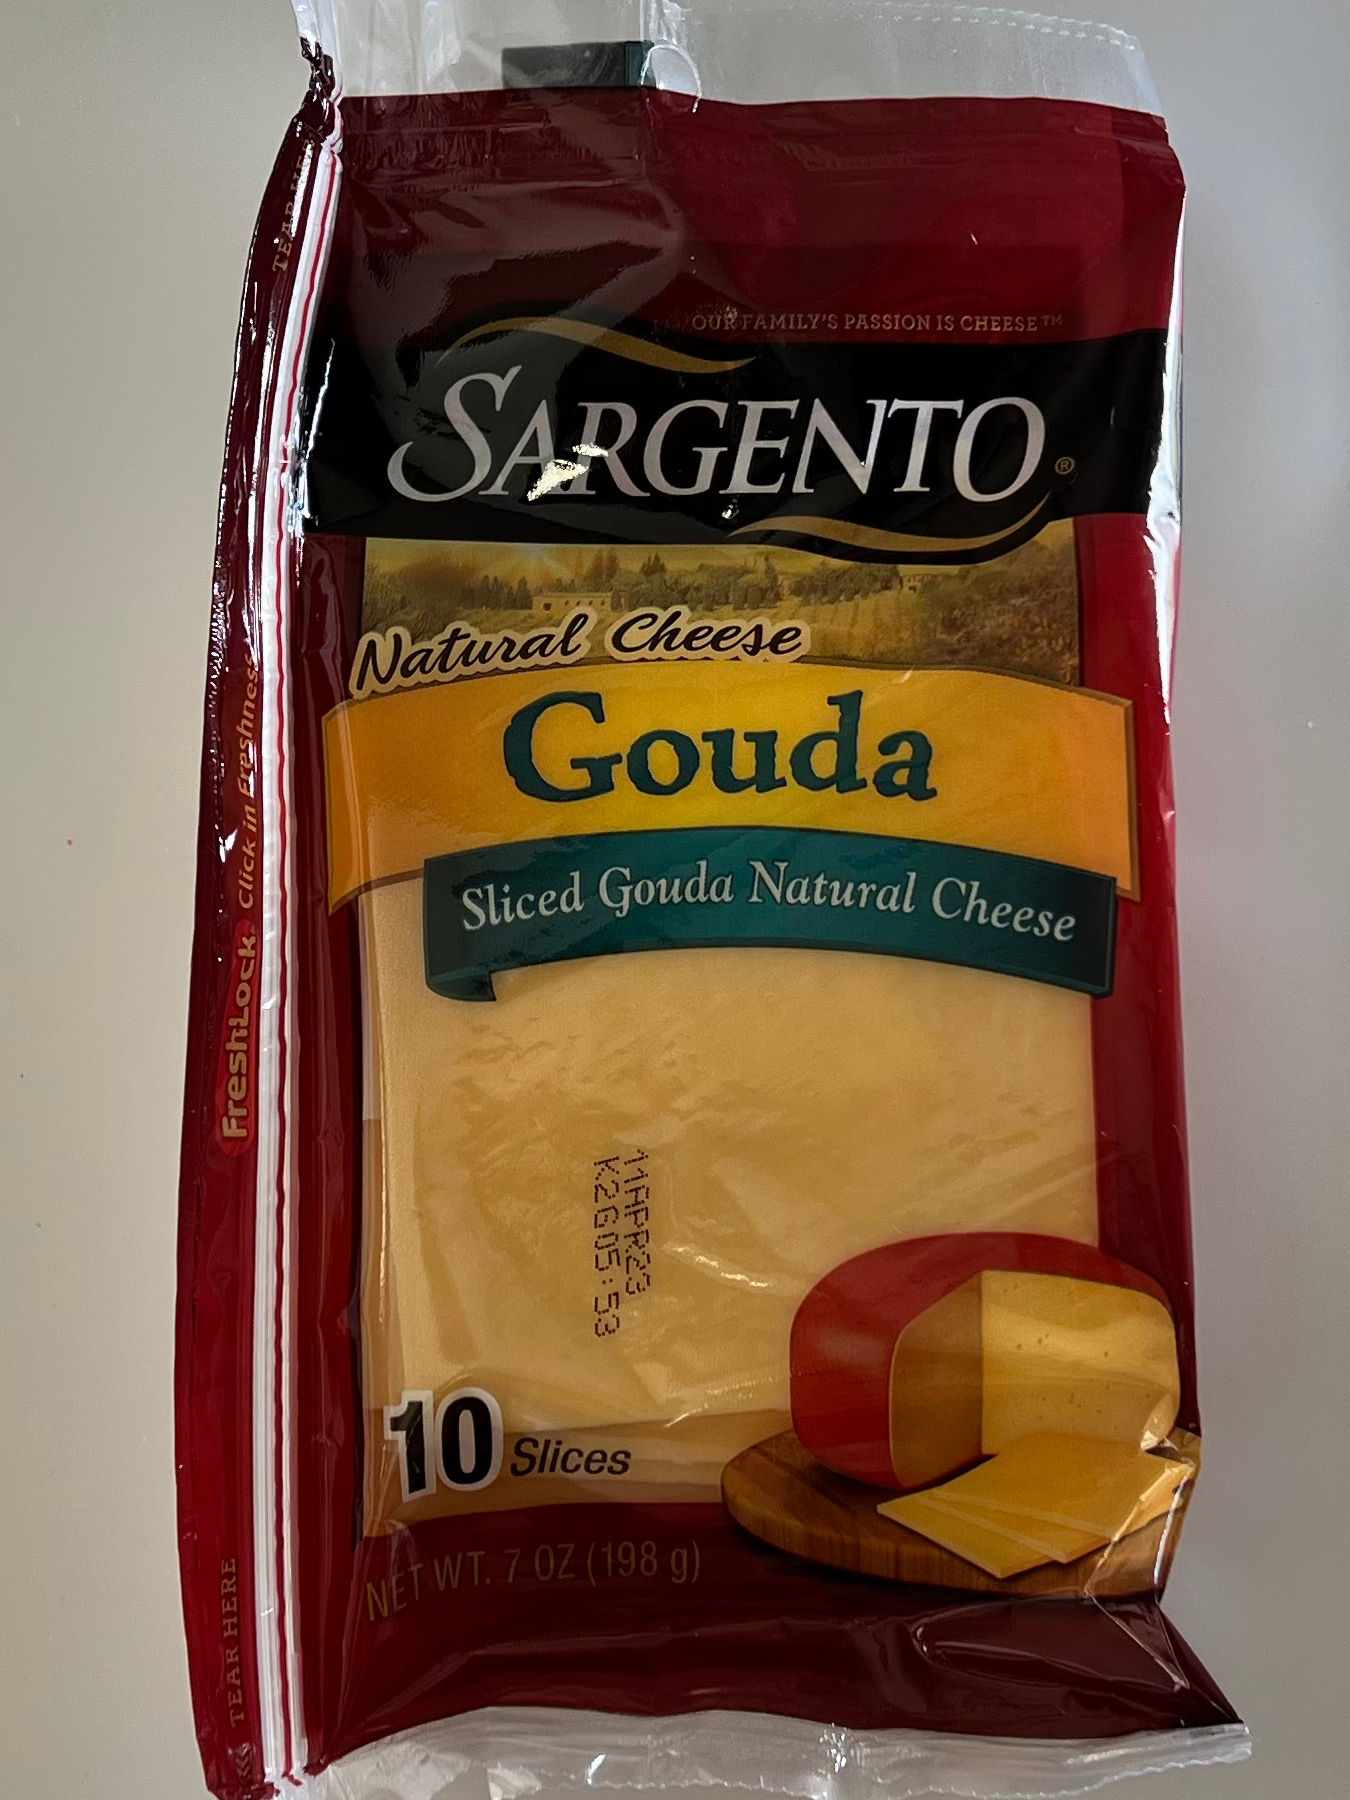 OUR FAMILY'S PASSION IS CHEESE™
SARGENTO®
Natural Cheese
Gouda
Sliced Gouda Natural Cheese
11APR23
K2G05:53
10 Slices
NET WT. 7 OZ (198 g)
TEAR HERE
FreshLock Click in Freshness
TEAR HERE